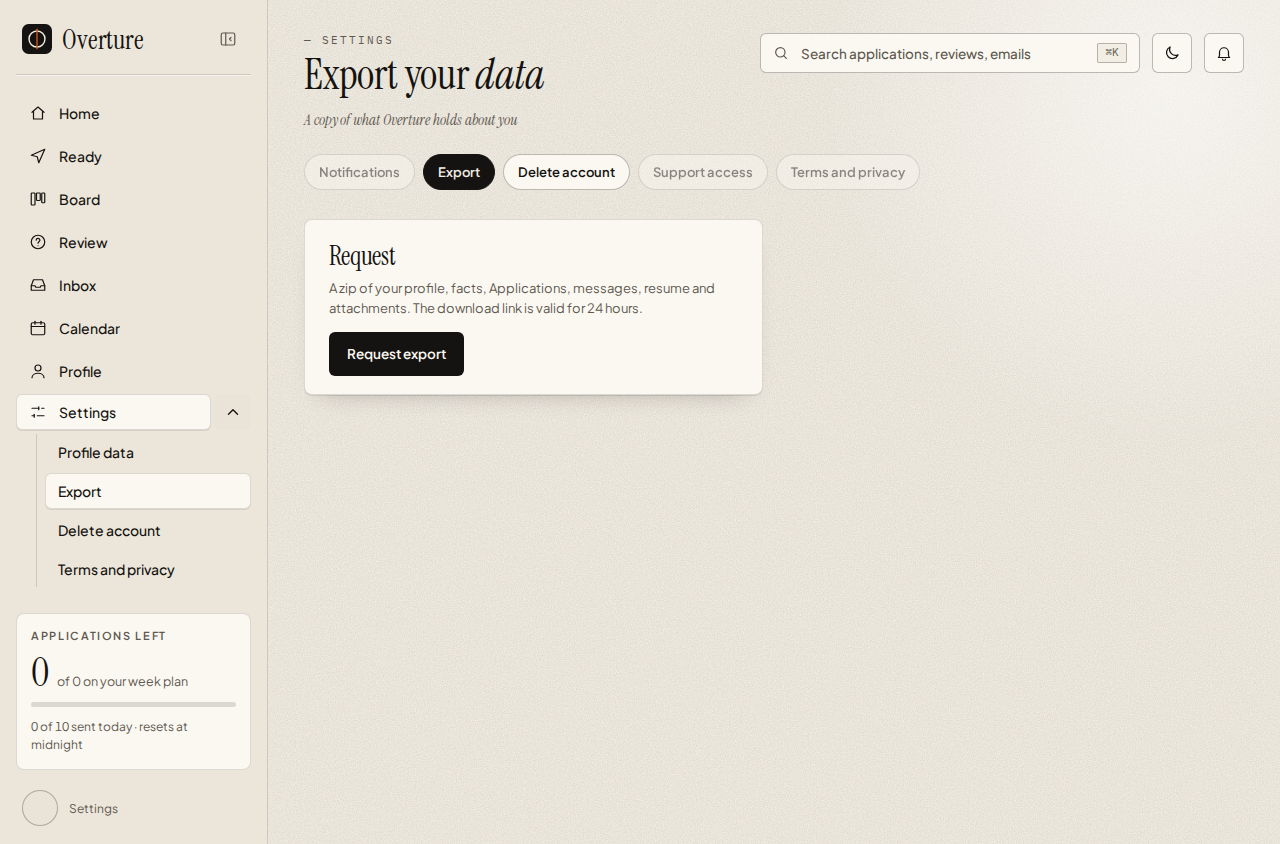 Overture
Home
Ready
Board
Review
Inbox
Calendar
Profile
Settings
Profile data
Export
Delete account
Terms and privacy
APPLICATIONS LEFT
0 of 0 on your week plan
0 of 10 sent today · resets at
midnight
Settings
— SETTINGS
Export your data
A copy of what Overture holds about you
Search applications, reviews, emails ⌘K
Notifications Export Delete account Support access Terms and privacy
Request
A zip of your profile, facts, Applications, messages, resume and
attachments. The download link is valid for 24 hours.
Request export